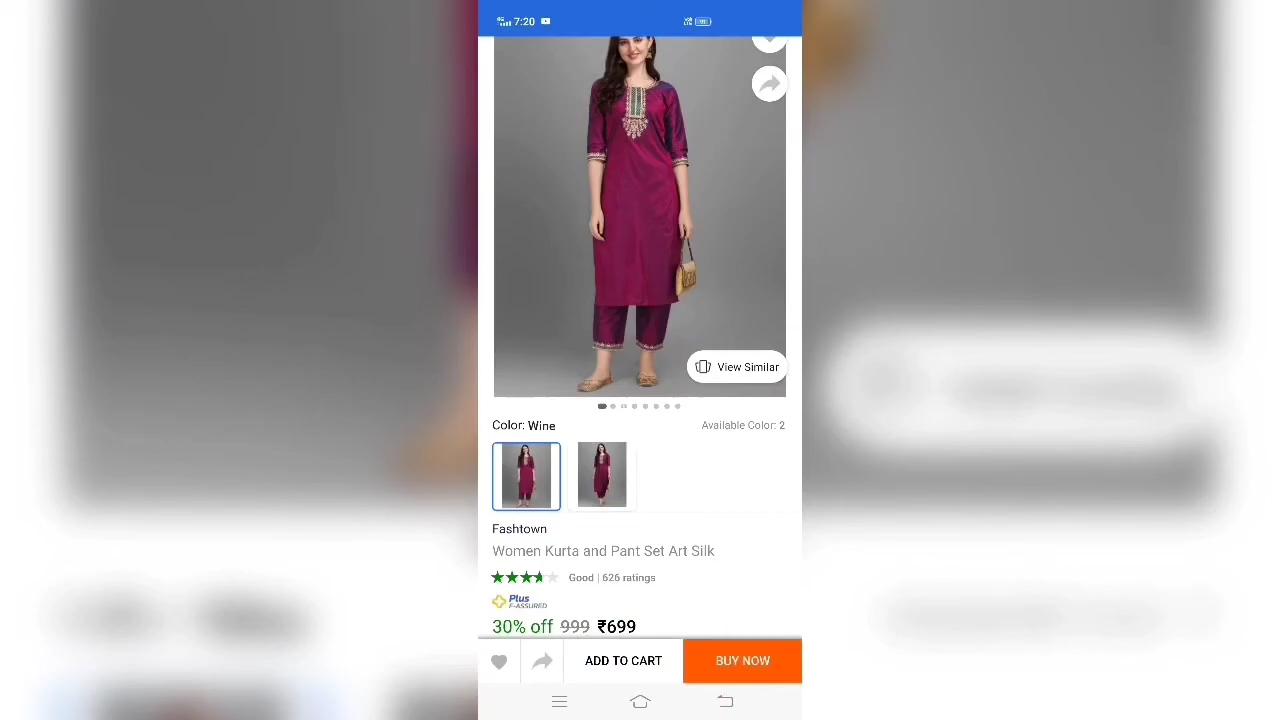 4G 7:20
View Similar
Color: Wine
Available Color: 2
Fashtown
Women Kurta and Pant Set Art Silk
Good | 626 ratings
Plus
F-ASSURED
30% off 999 ₹699
ADD TO CART
BUY NOW